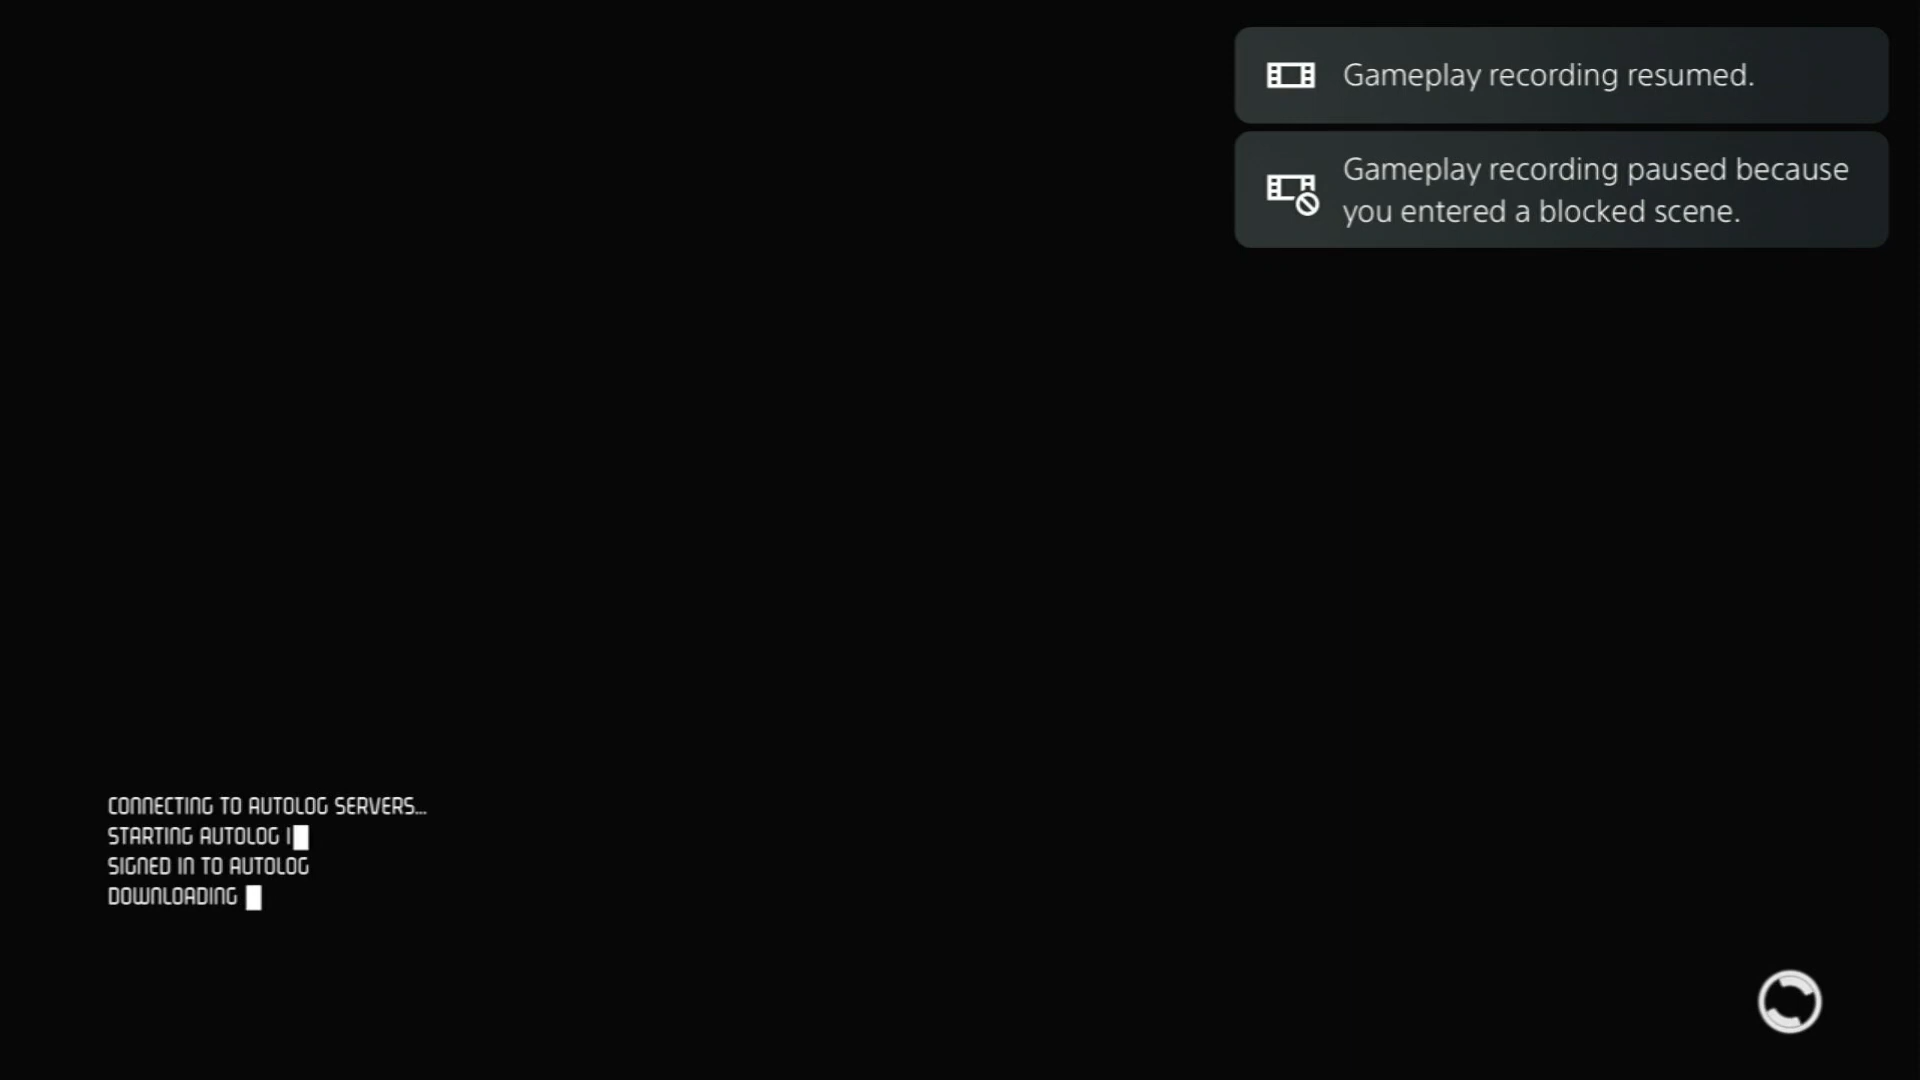 Gameplay recording resumed.
Gameplay recording paused because
you entered a blocked scene.
CONNECTING TO AUTOLOG SERVERS...
STARTING AUTOLOG I
SIGNED IN TO AUTOLOG
DOWNLOADING